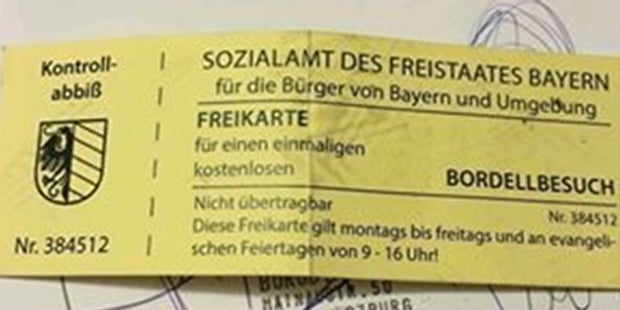 Kontroll-
abbiß
Nr. 384512
SOZIALAMT DES FREISTAATES BAYERN
für die Bürger von Bayern und Umgebung
FREIKARTE
für einen einmaligen
kostenlosen
BORDELLBESUCH
Nicht übertragbar
Nr. 384512
Diese Freikarte gilt montags bis freitags und an evangeli-
schen Feiertagen von 9 - 16 Uhr!